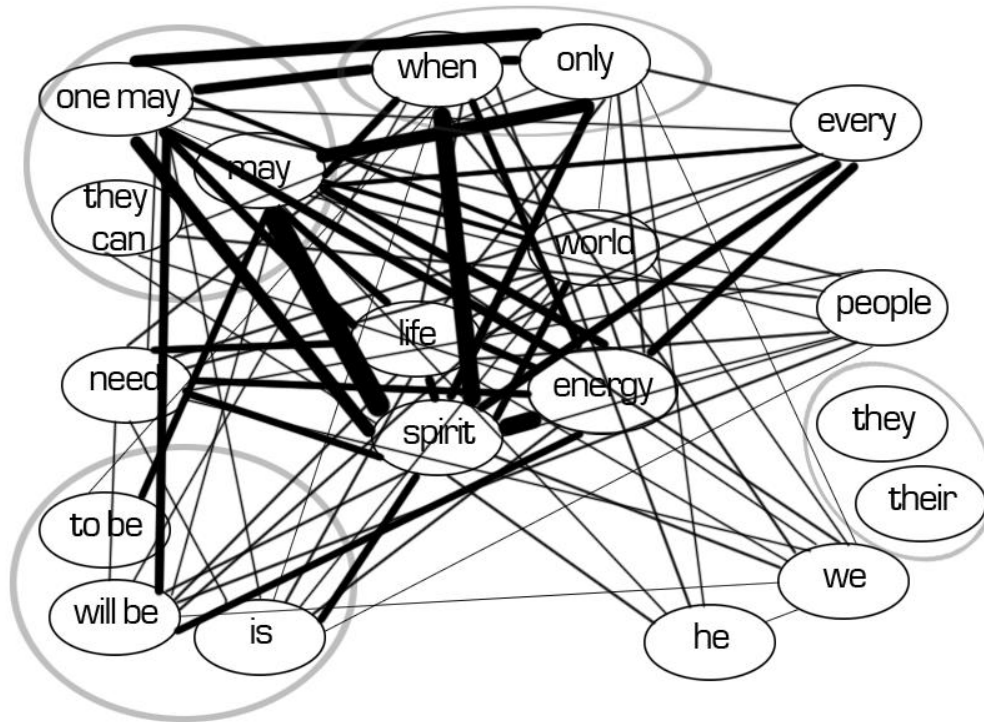 when
only
one may
every
may
they
can
world
people
life
need
energy
they
spirit
their
to be
we
will be
is
he